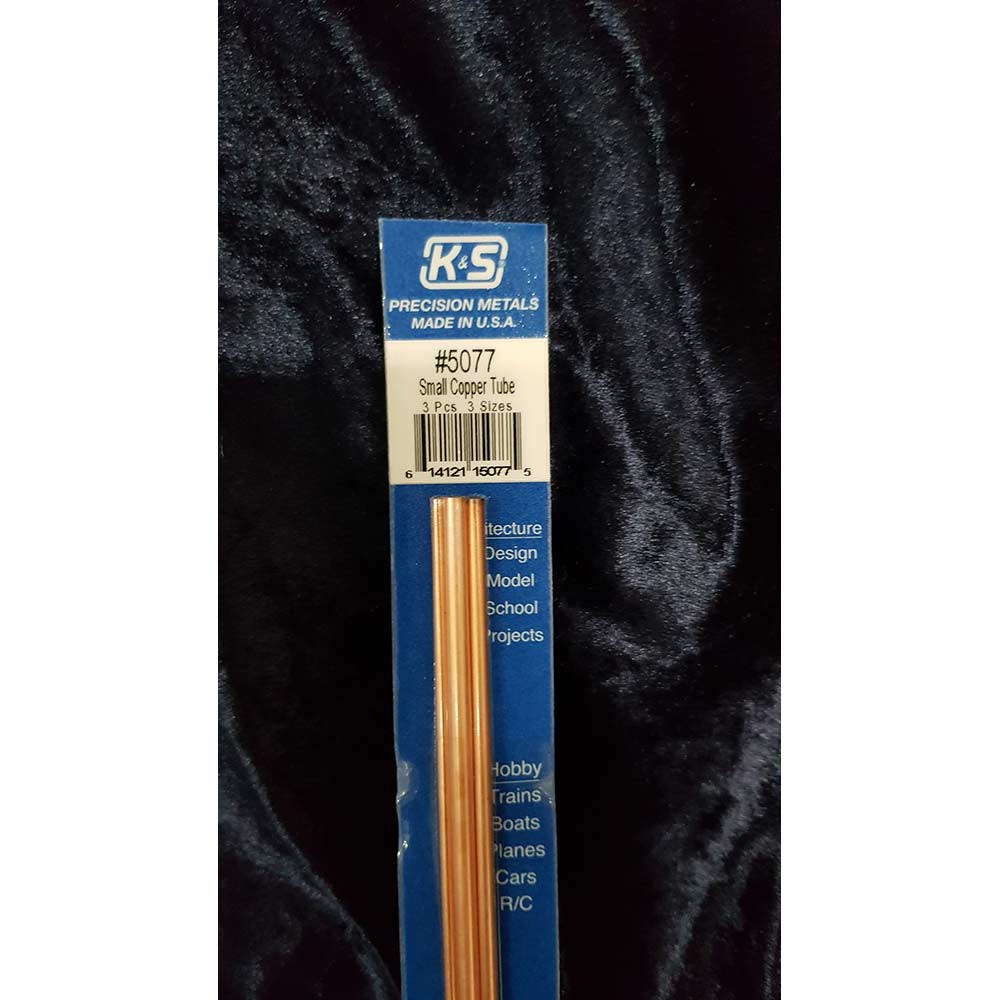 K&S
PRECISION METALS
MADE IN U.S.A.
#5077
Small Copper Tube
3 Pcs 3 Sizes
6 14121 15077 5
itecture
Design
Model
School
Projects
Hobby
Trains
Boats
Planes
Cars
R/C